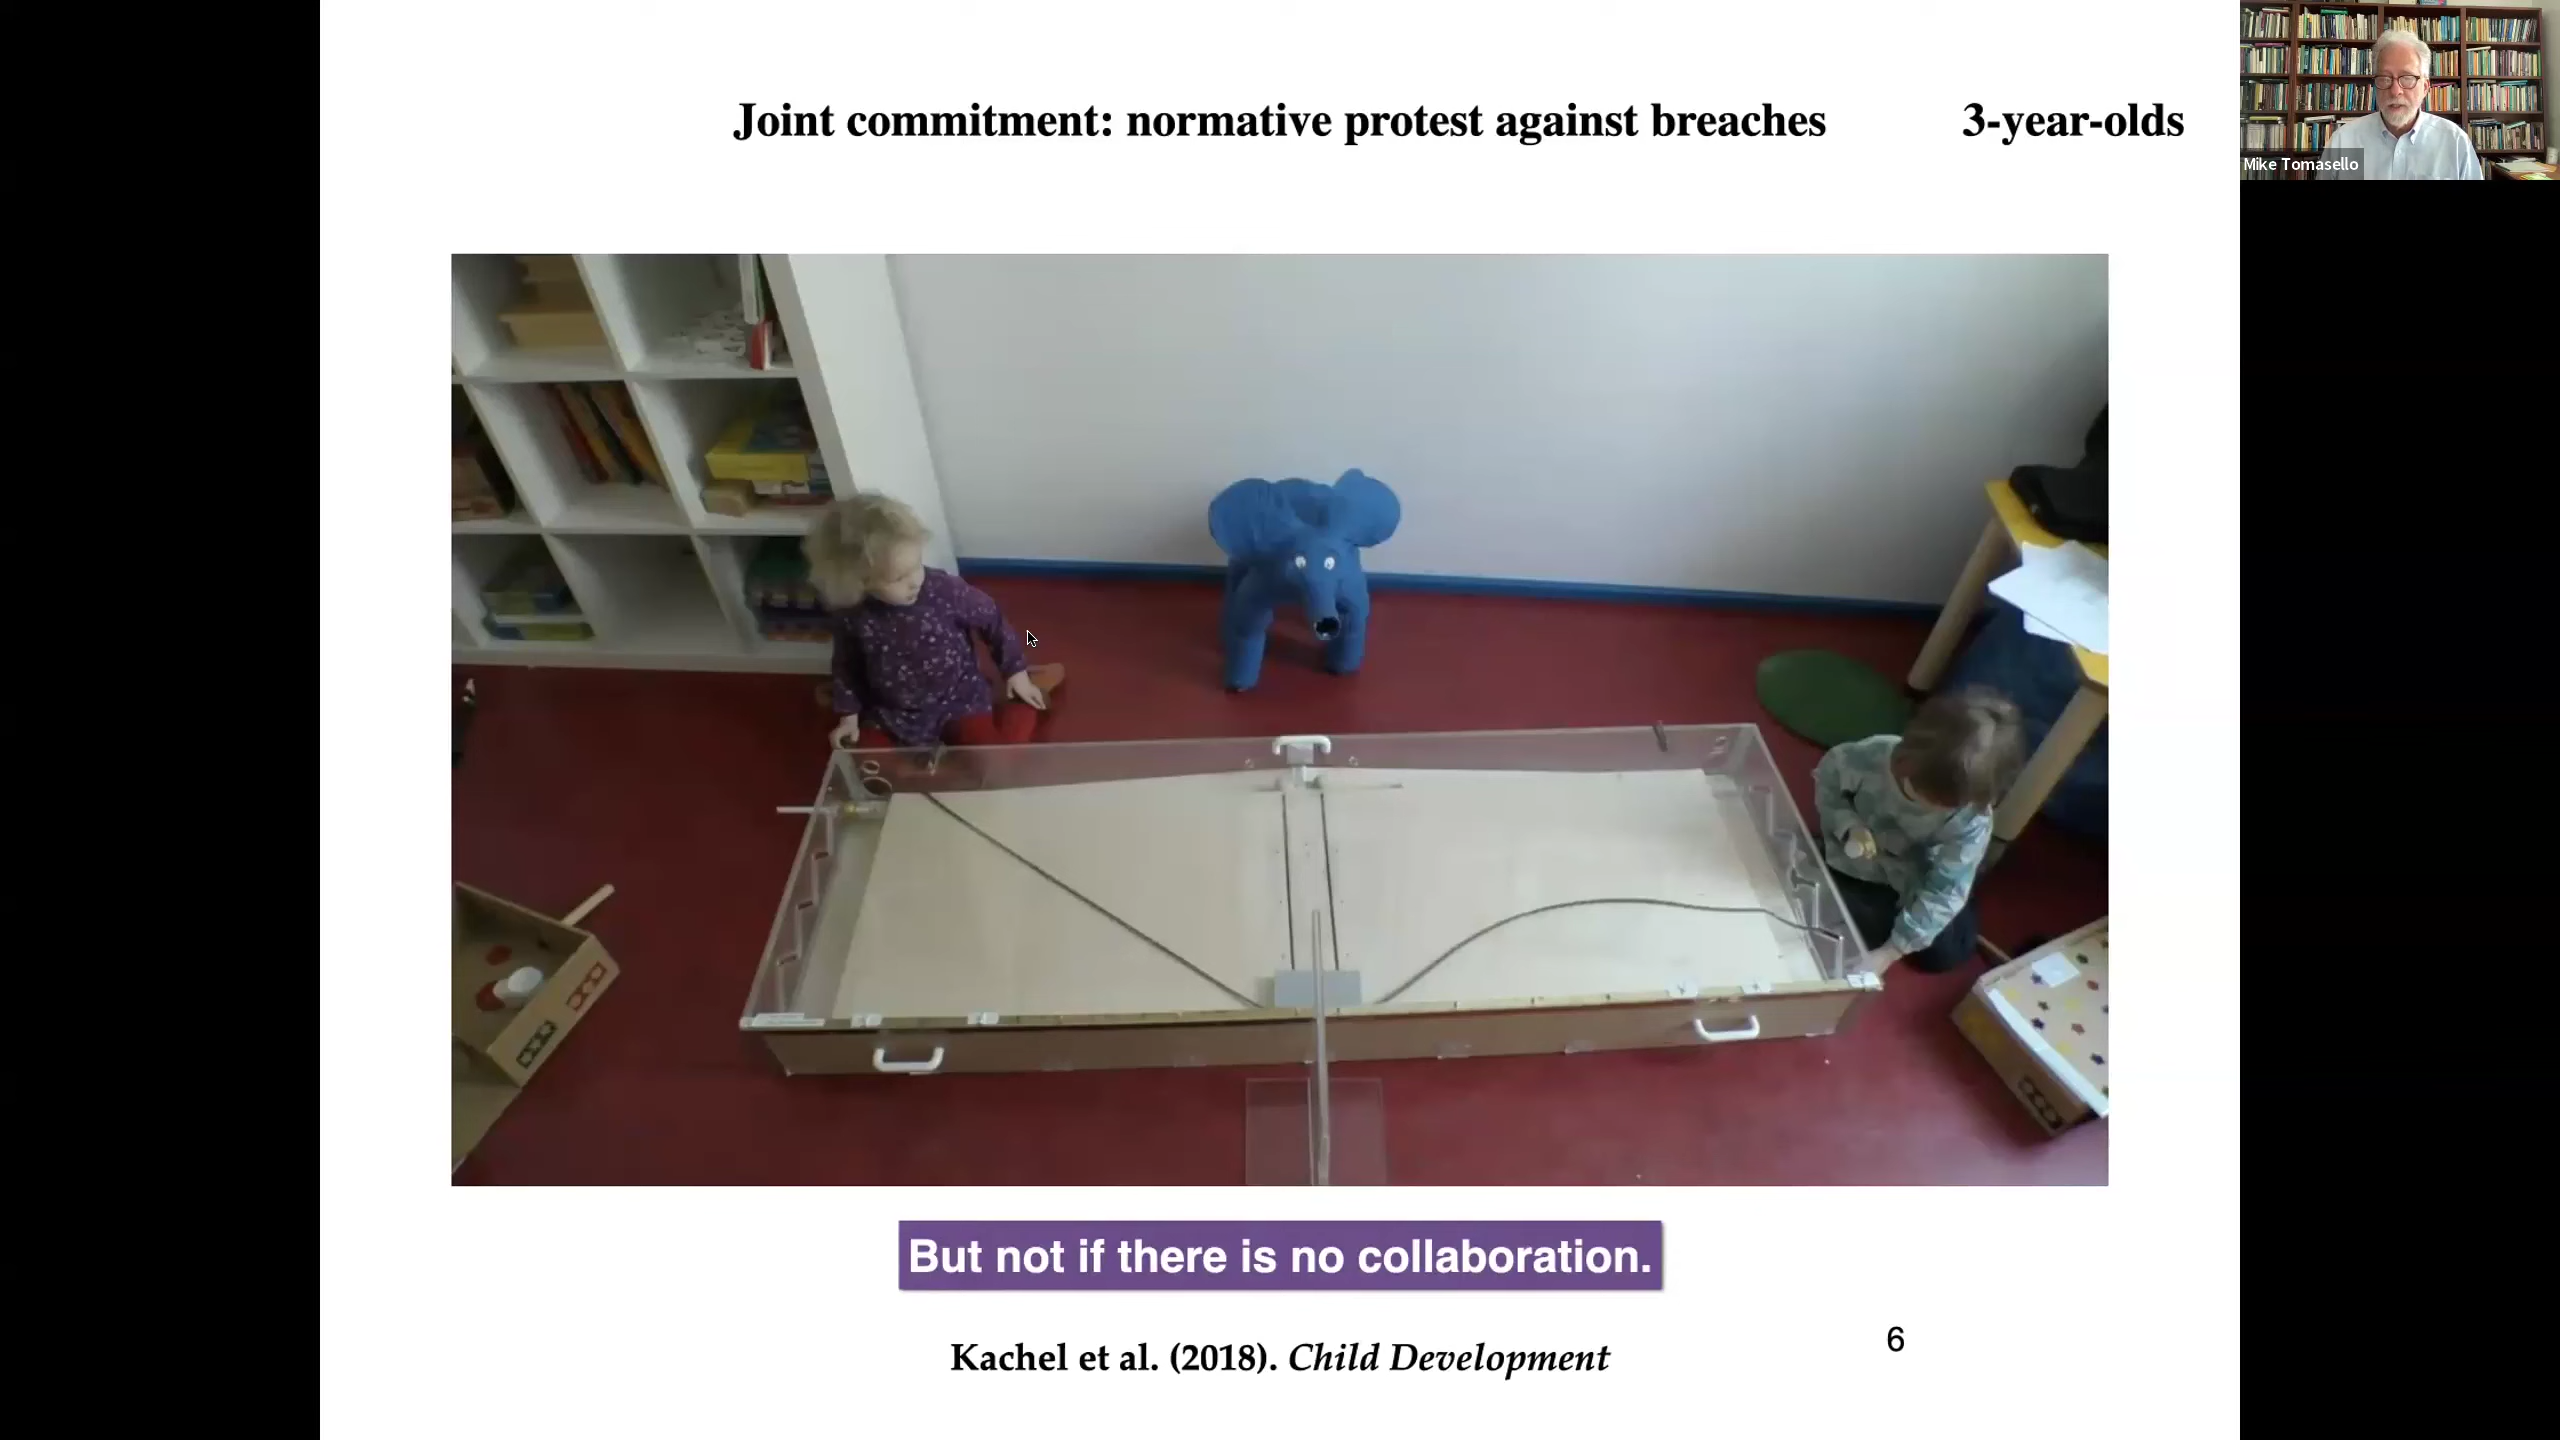 Joint commitment: normative protest against breaches 3-year-olds
Mike Tomasello
But not if there is no collaboration.
Kachel et al. (2018). Child Development
6